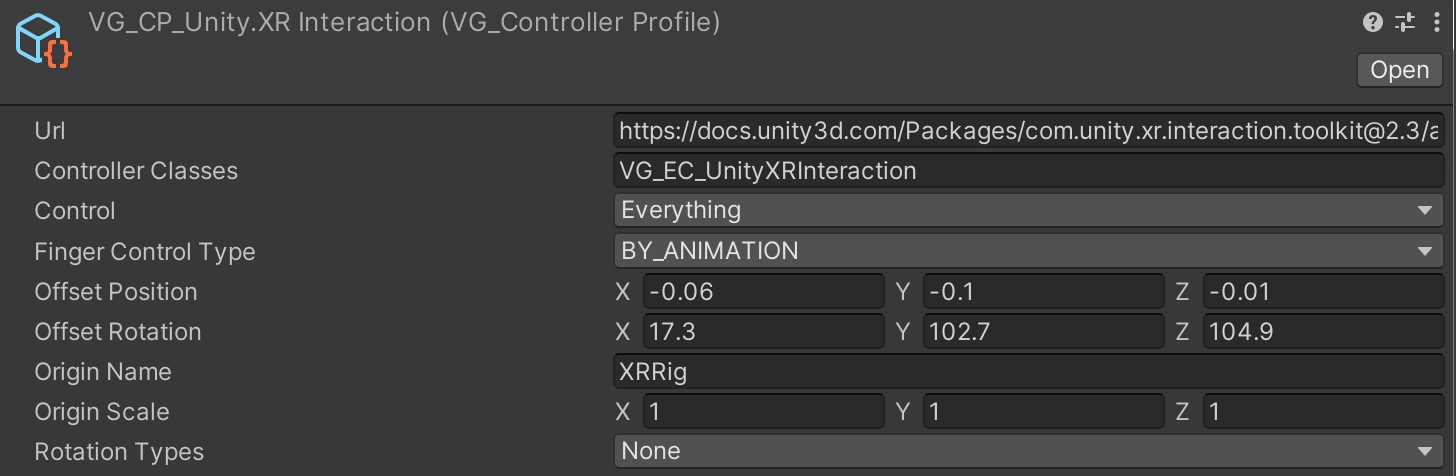 VG_CP_Unity.XR Interaction (VG_Controller Profile)
Open
Url https://docs.unity3d.com/Packages/com.unity.xr.interaction.toolkit@2.3/a
Controller Classes VG_EC_UnityXRInteraction
Control Everything
Finger Control Type BY_ANIMATION
Offset Position X -0.06 Y -0.1 Z -0.01
Offset Rotation X 17.3 Y 102.7 Z 104.9
Origin Name XRRig
Origin Scale X 1 Y 1 Z 1
Rotation Types None